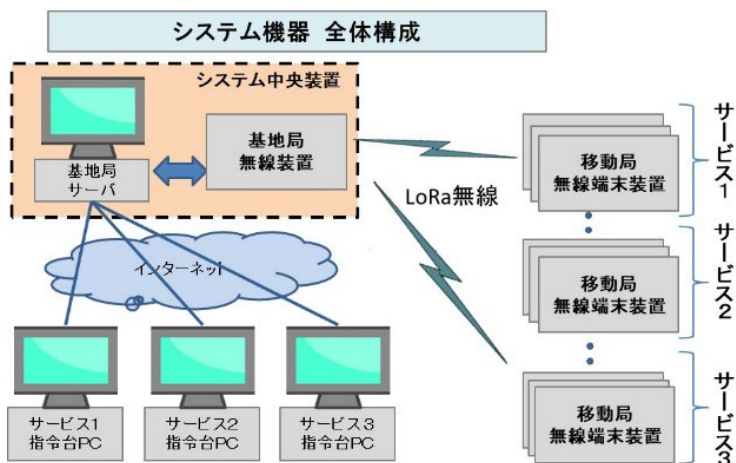 システム機器 全体構成
システム中央装置
基地局
サーバ
基地局
無線装置
LoRa無線
移動局
無線端末装置
サービス1
移動局
無線端末装置
サービス2
移動局
無線端末装置
サービス3
インターネット
サービス1
指令台PC
サービス2
指令台PC
サービス3
指令台PC